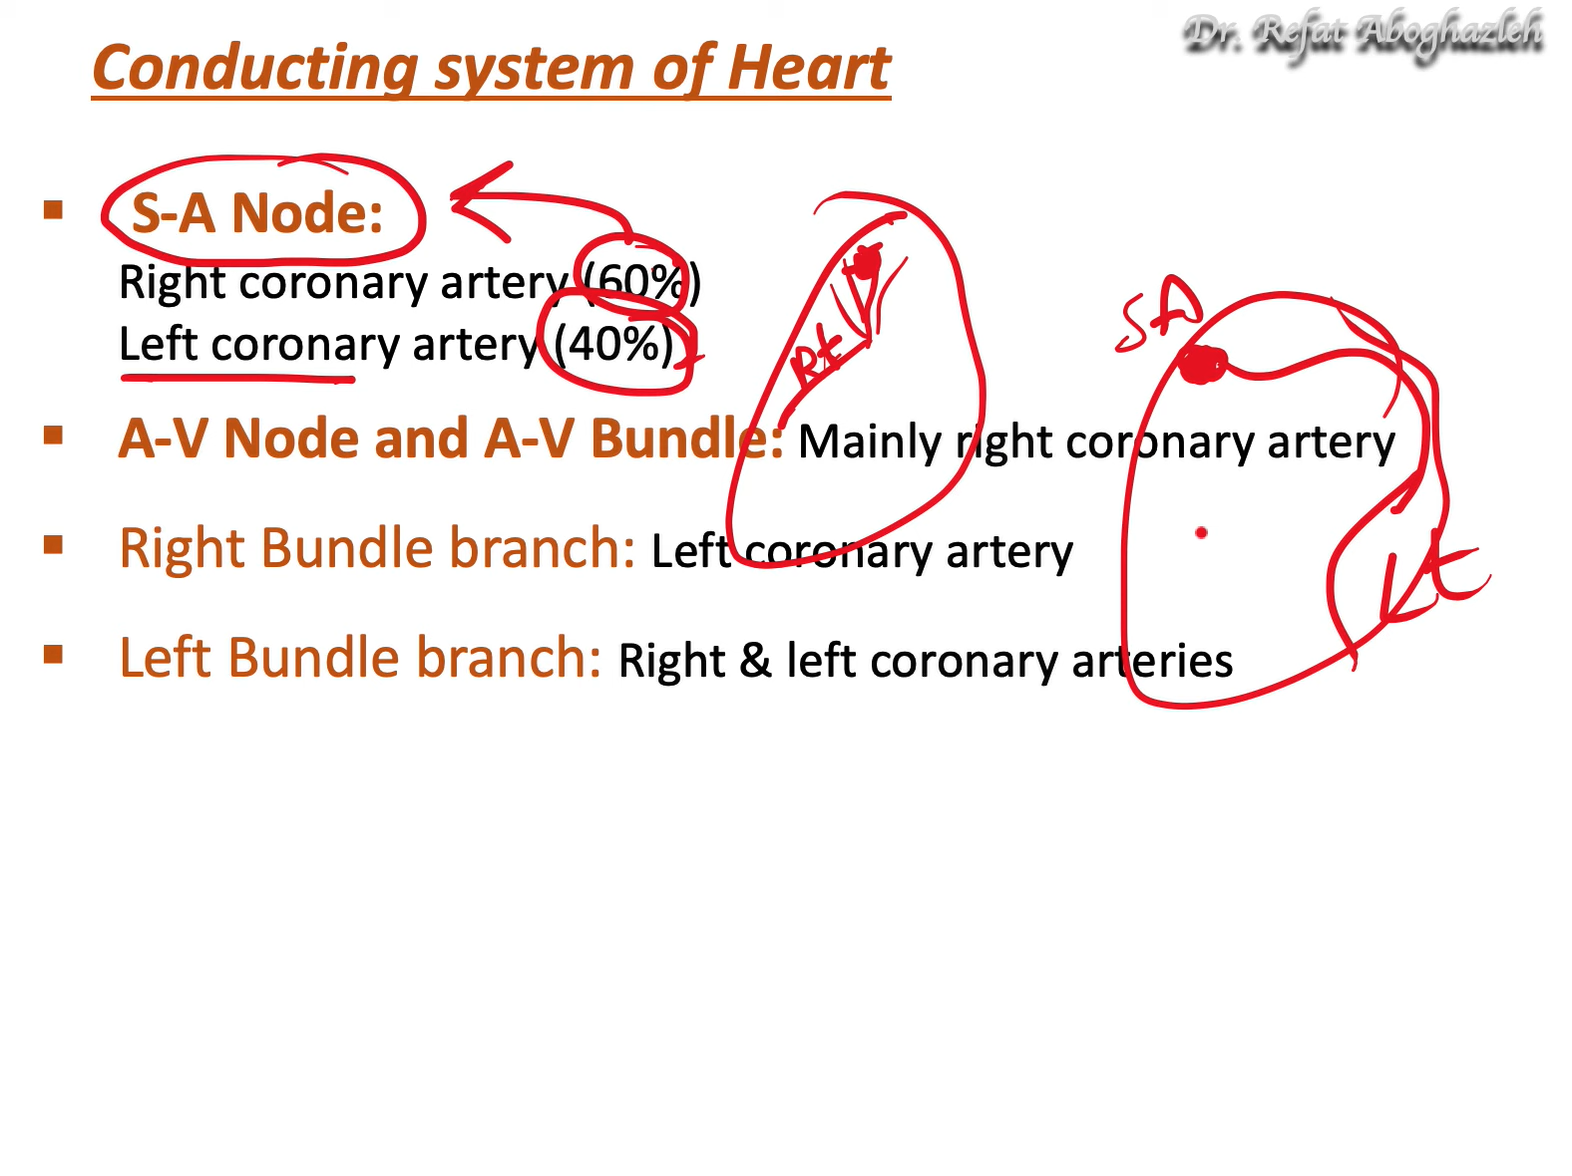 Dr. Refat Aboghazleh
Conducting system of Heart
▪ S-A Node:
Right coronary artery (60%)
Left coronary artery (40%)
▪ A-V Node and A-V Bundle: Mainly right coronary artery
▪ Right Bundle branch: Left coronary artery
▪ Left Bundle branch: Right & left coronary arteries
Rt
SA
Lt